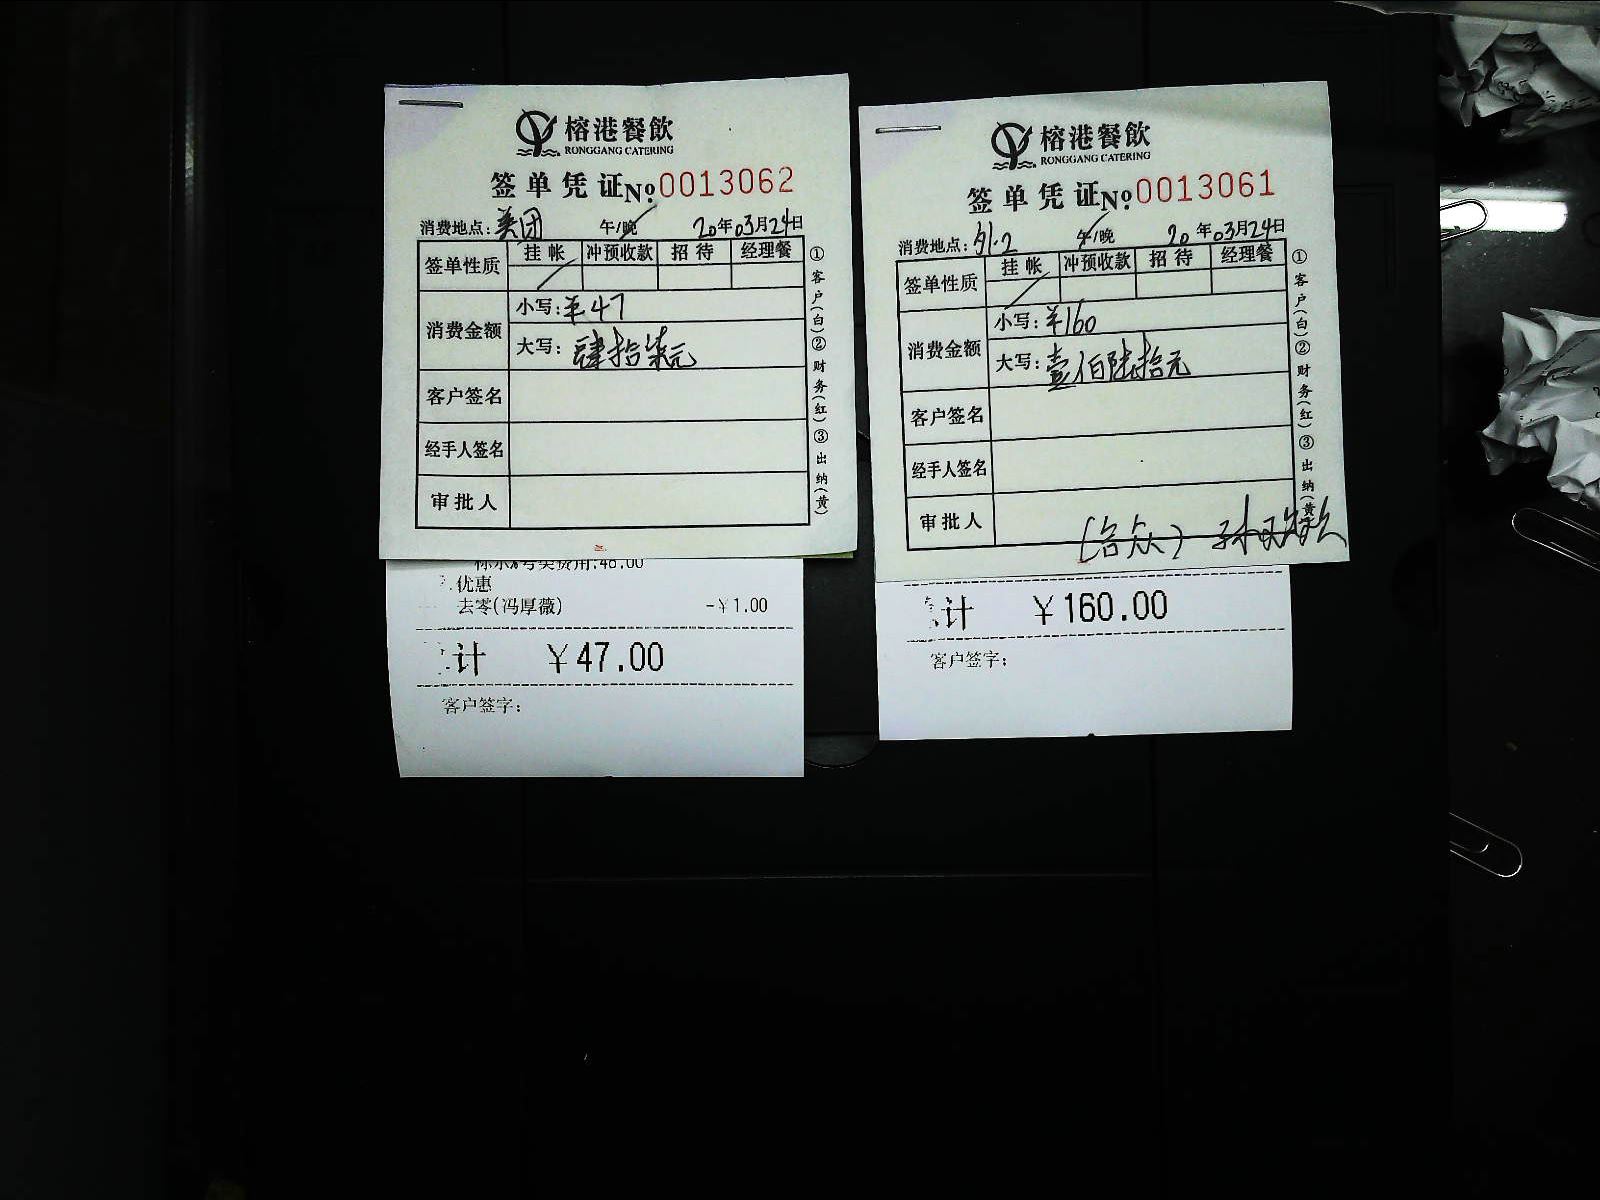 榕港餐飲
RONGGANG CATERING
签单凭证№0013062
消费地点:美团 午/晚 20年03月24日
签单性质 挂帐 冲预收款 招待 经理餐
消费金额 小写:¥47
大写:肆拾柒元
客户签名
经手人签名
审批人
①客户(白)②财务(红)③出纳(黄)
优惠
去零(冯厚薇) -¥1.00
计 ¥47.00
客户签字:
榕港餐飲
RONGGANG CATERING
签单凭证№0013061
消费地点:外2 午/晚 20年03月24日
签单性质 挂帐 冲预收款 招待 经理餐
消费金额 小写:¥160
大写:壹佰陆拾元
客户签名
经手人签名
审批人
①客户(白)②财务(红)③出纳(黄)
计 ¥160.00
客户签字: